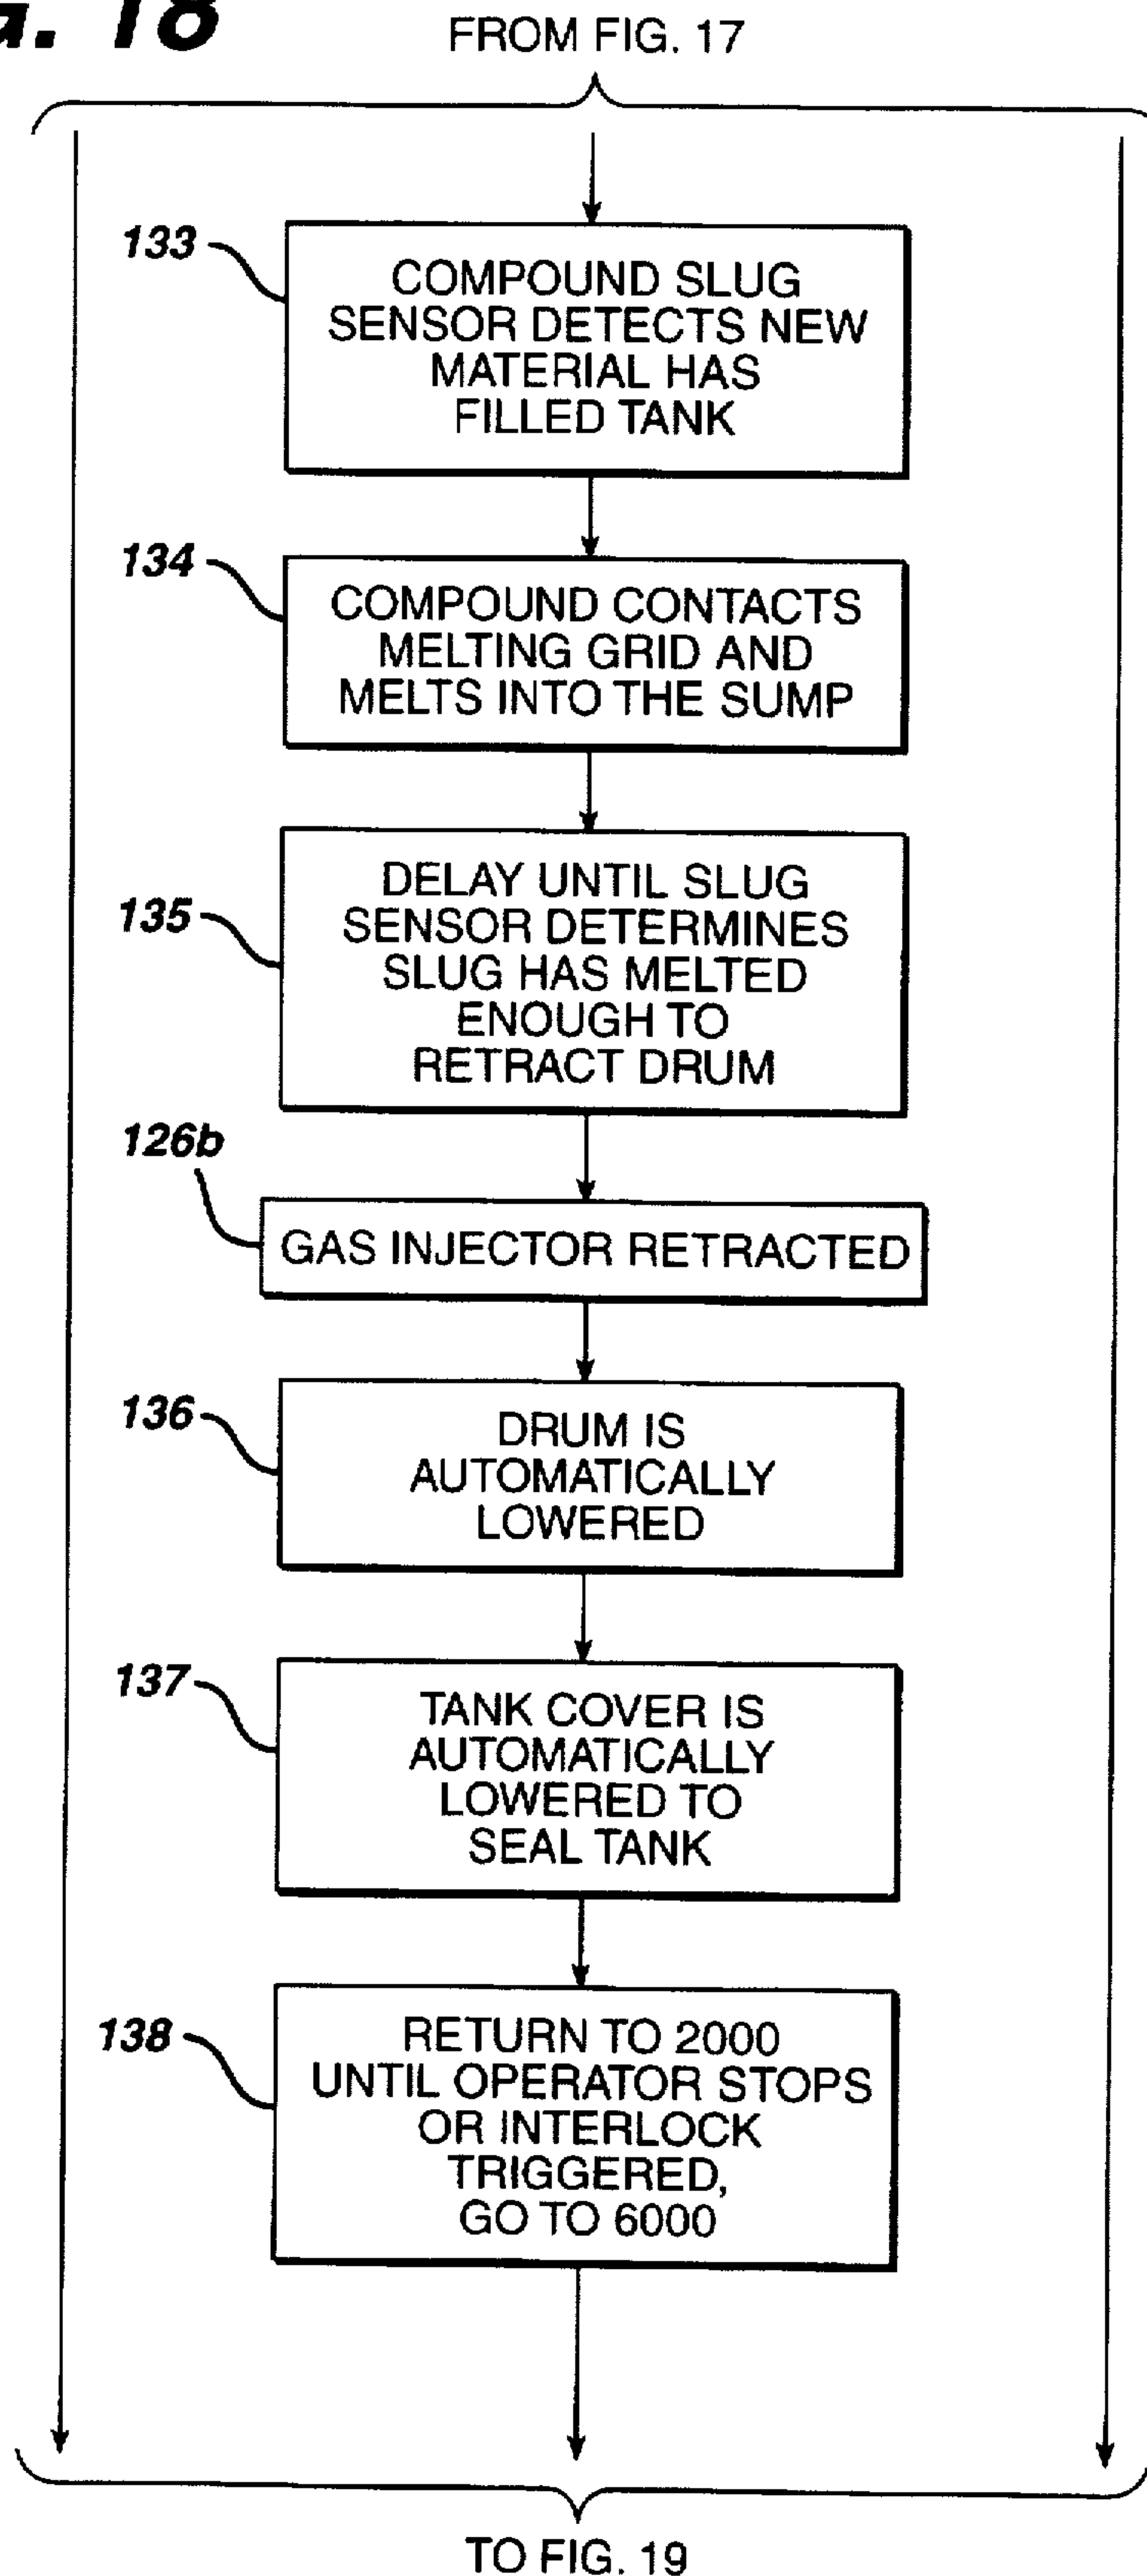 18
FROM FIG. 17
133
COMPOUND SLUG
SENSOR DETECTS NEW
MATERIAL HAS
FILLED TANK
134
COMPOUND CONTACTS
MELTING GRID AND
MELTS INTO THE SUMP
135
DELAY UNTIL SLUG
SENSOR DETERMINES
SLUG HAS MELTED
ENOUGH TO
RETRACT DRUM
126b
GAS INJECTOR RETRACTED
136
DRUM IS
AUTOMATICALLY
LOWERED
137
TANK COVER IS
AUTOMATICALLY
LOWERED TO
SEAL TANK
138
RETURN TO 2000
UNTIL OPERATOR STOPS
OR INTERLOCK
TRIGGERED,
GO TO 6000
TO FIG. 19